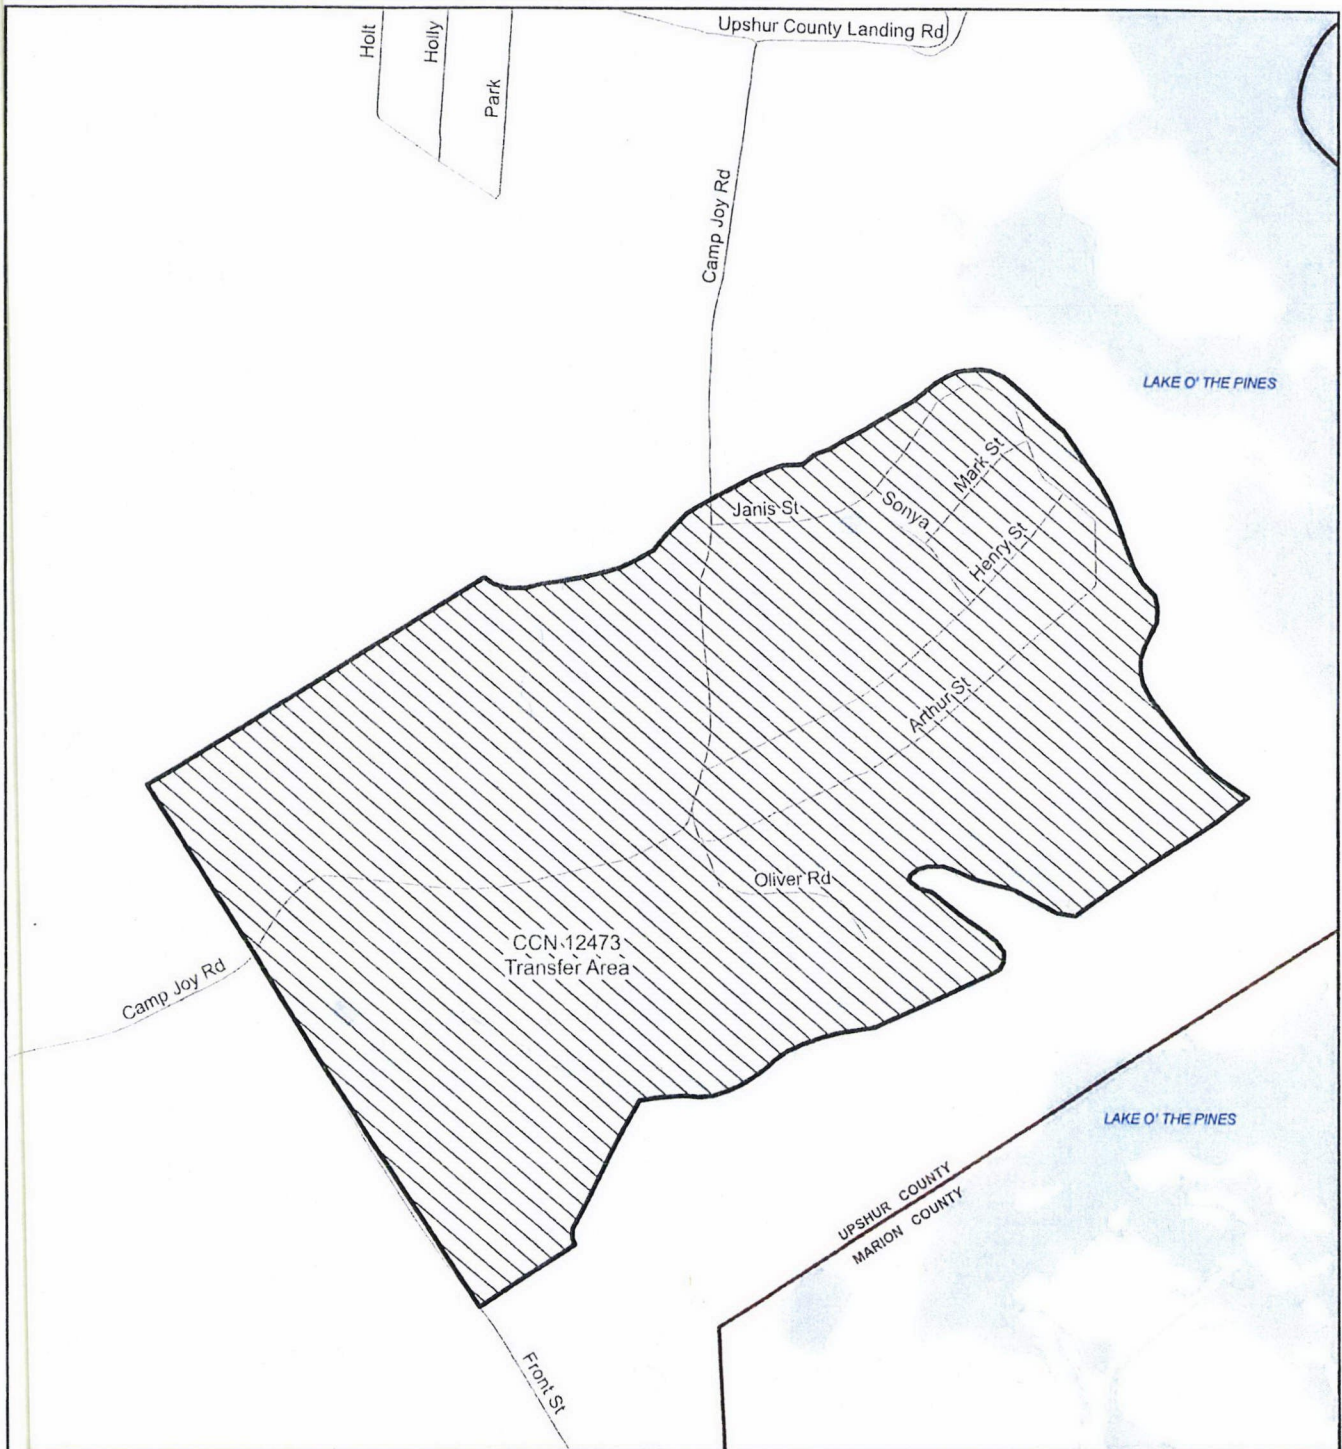 Upshur County Landing Rd
Holt
Holly
Park
Camp Joy Rd
LAKE O' THE PINES
Mark St
Janis St
Sonya
Henry St
Arthur St
Oliver Rd
CCN 12473
Transfer Area
Camp Joy Rd
LAKE O' THE PINES
UPSHUR COUNTY
MARION COUNTY
Front St